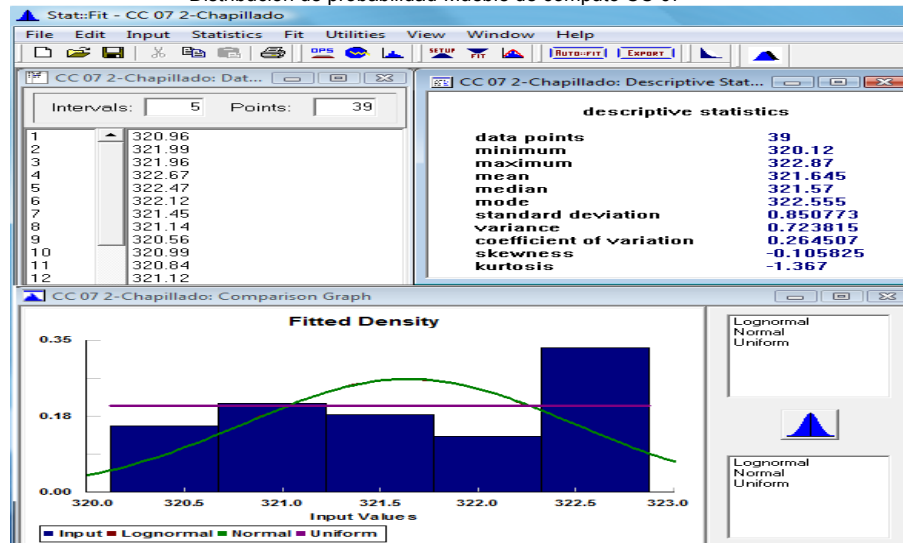 Stat::Fit - CC 07 2-Chapillado
File Edit Input Statistics Fit Utilities View Window Help
OPS SETUP FIT AUTO::FIT EXPORT
CC 07 2-Chapillado: Dat...
Intervals: 5 Points: 39
1 320.96
2 321.99
3 321.96
4 322.67
5 322.47
6 322.12
7 321.45
8 321.14
9 320.56
10 320.99
11 320.84
12 321.12
CC 07 2-Chapillado: Descriptive Stat...
descriptive statistics
data points 39
minimum 320.12
maximum 322.87
mean 321.645
median 321.57
mode 322.555
standard deviation 0.850773
variance 0.723815
coefficient of variation 0.264507
skewness -0.105825
kurtosis -1.367
CC 07 2-Chapillado: Comparison Graph
Fitted Density
0.35
0.18
0.00
320.0 320.5 321.0 321.5 322.0 322.5 323.0
Input Values
Input Lognormal Normal Uniform
Lognormal
Normal
Uniform
Lognormal
Normal
Uniform